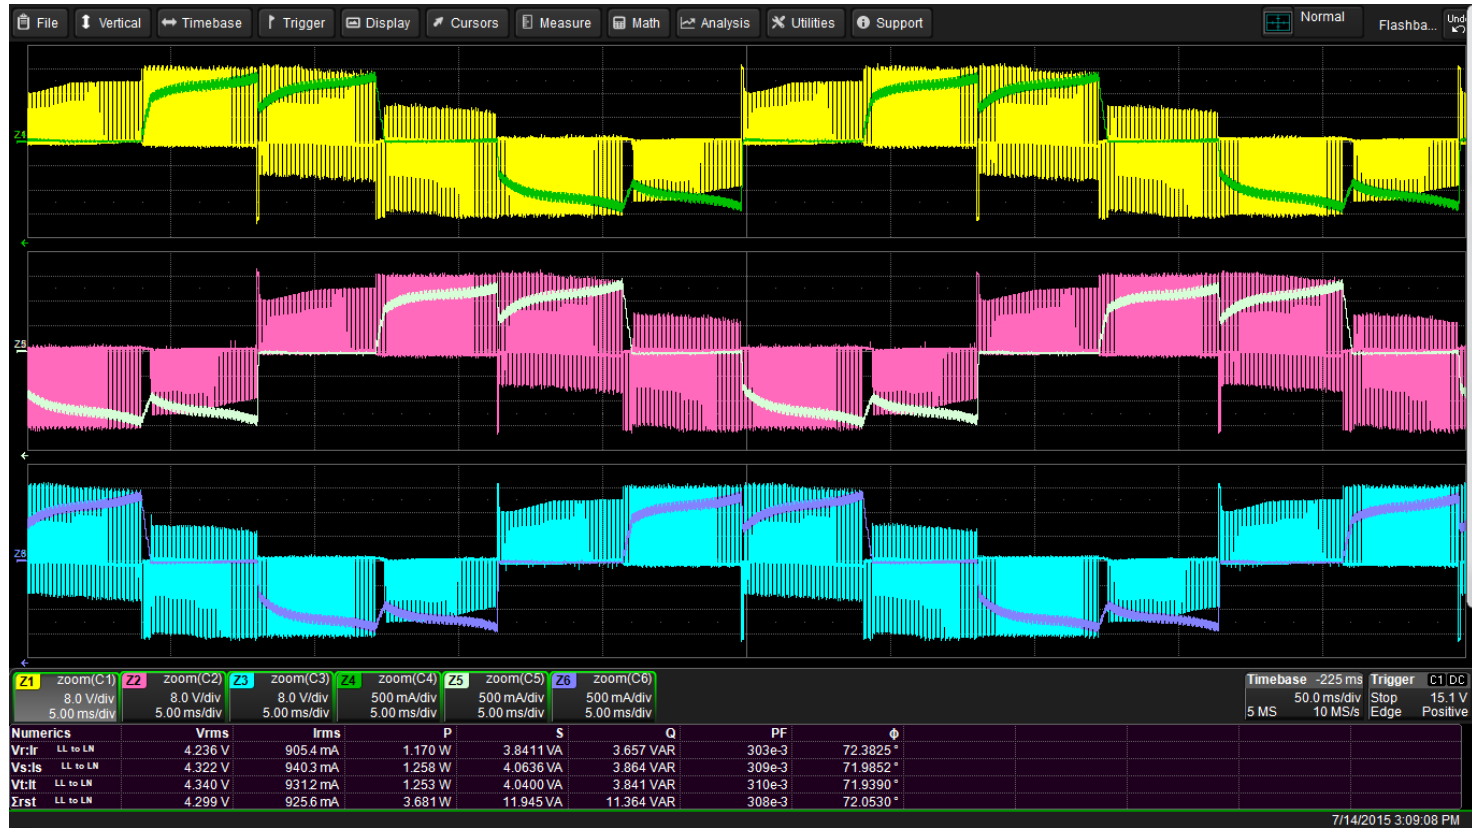 File Vertical Timebase Trigger Display Cursors Measure Math Analysis Utilities Support Normal Flashba... Und
Z1
Z5
Z8
Z1 zoom(C1) Z2 zoom(C2) Z3 zoom(C3) Z4 zoom(C4) Z5 zoom(C5) Z6 zoom(C6) Timebase -225 ms Trigger C1 DC
8.0 V/div 8.0 V/div 8.0 V/div 500 mA/div 500 mA/div 500 mA/div 50.0 ms/div Stop 15.1 V
5.00 ms/div 5.00 ms/div 5.00 ms/div 5.00 ms/div 5.00 ms/div 5.00 ms/div 5 MS 10 MS/s Edge Positive
Numerics Vrms Irms P S Q PF ϕ
Vr:Ir LL to LN 4.236 V 905.4 mA 1.170 W 3.8411 VA 3.657 VAR 303e-3 72.3825 °
Vs:Is LL to LN 4.322 V 940.3 mA 1.258 W 4.0636 VA 3.864 VAR 309e-3 71.9852 °
Vt:It LL to LN 4.340 V 931.2 mA 1.253 W 4.0400 VA 3.841 VAR 310e-3 71.9390 °
Σrst LL to LN 4.299 V 925.6 mA 3.681 W 11.945 VA 11.364 VAR 308e-3 72.0530 °
7/14/2015 3:09:08 PM